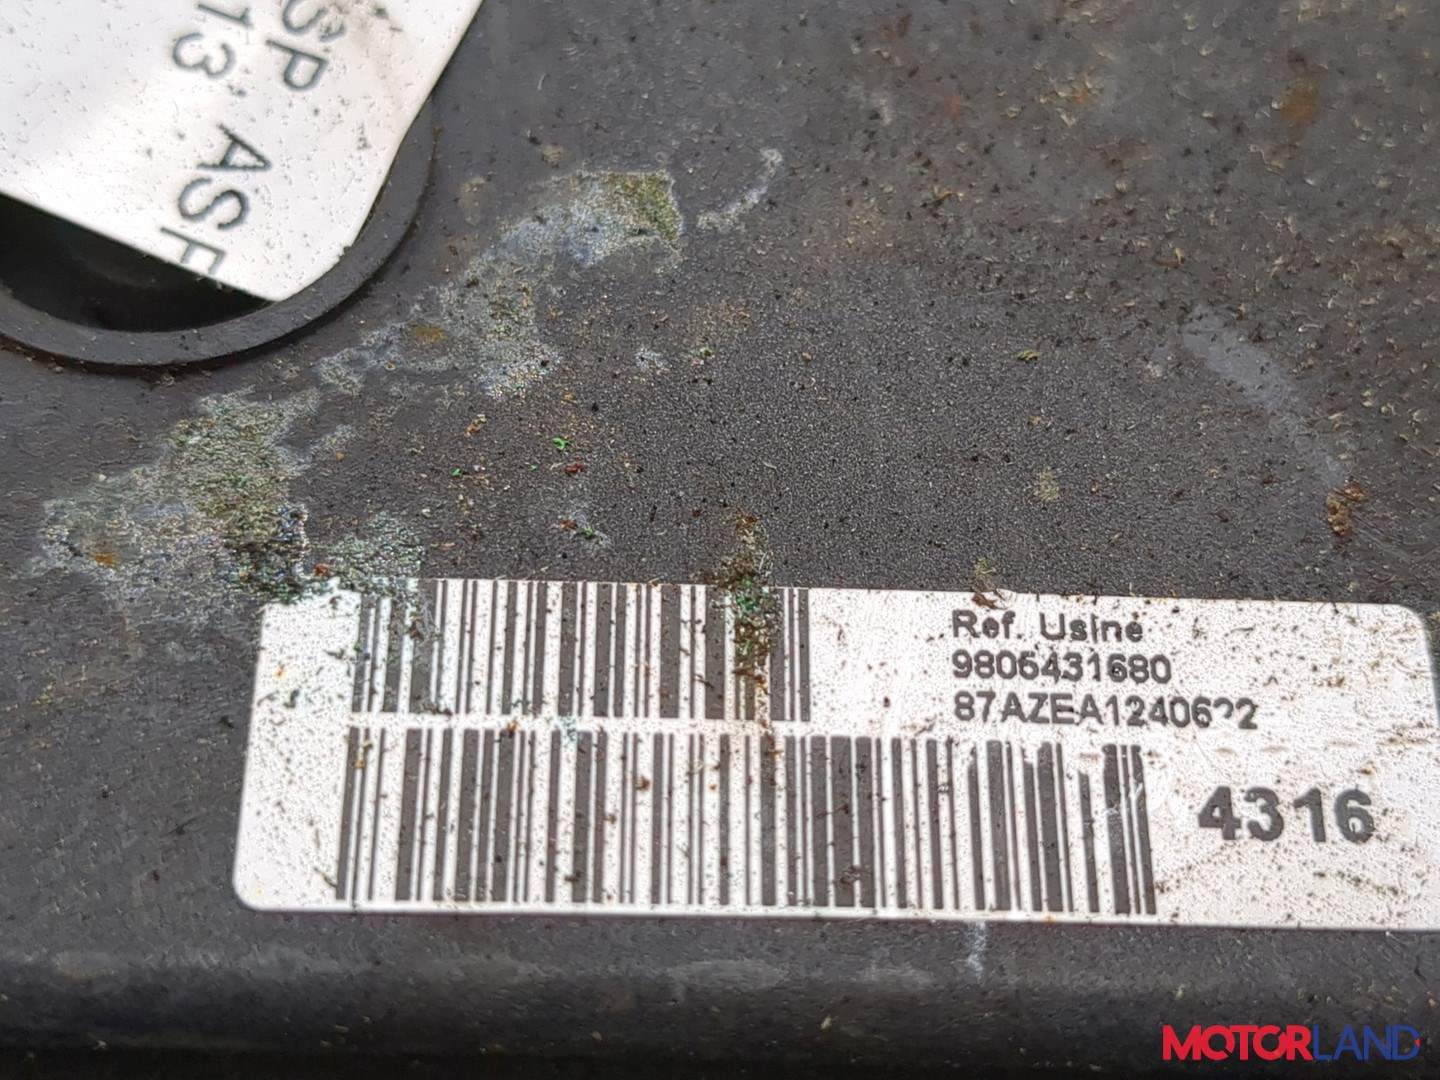 SP
13 ASF
Ref. Usine
9806431680
4316
MOTORLAND